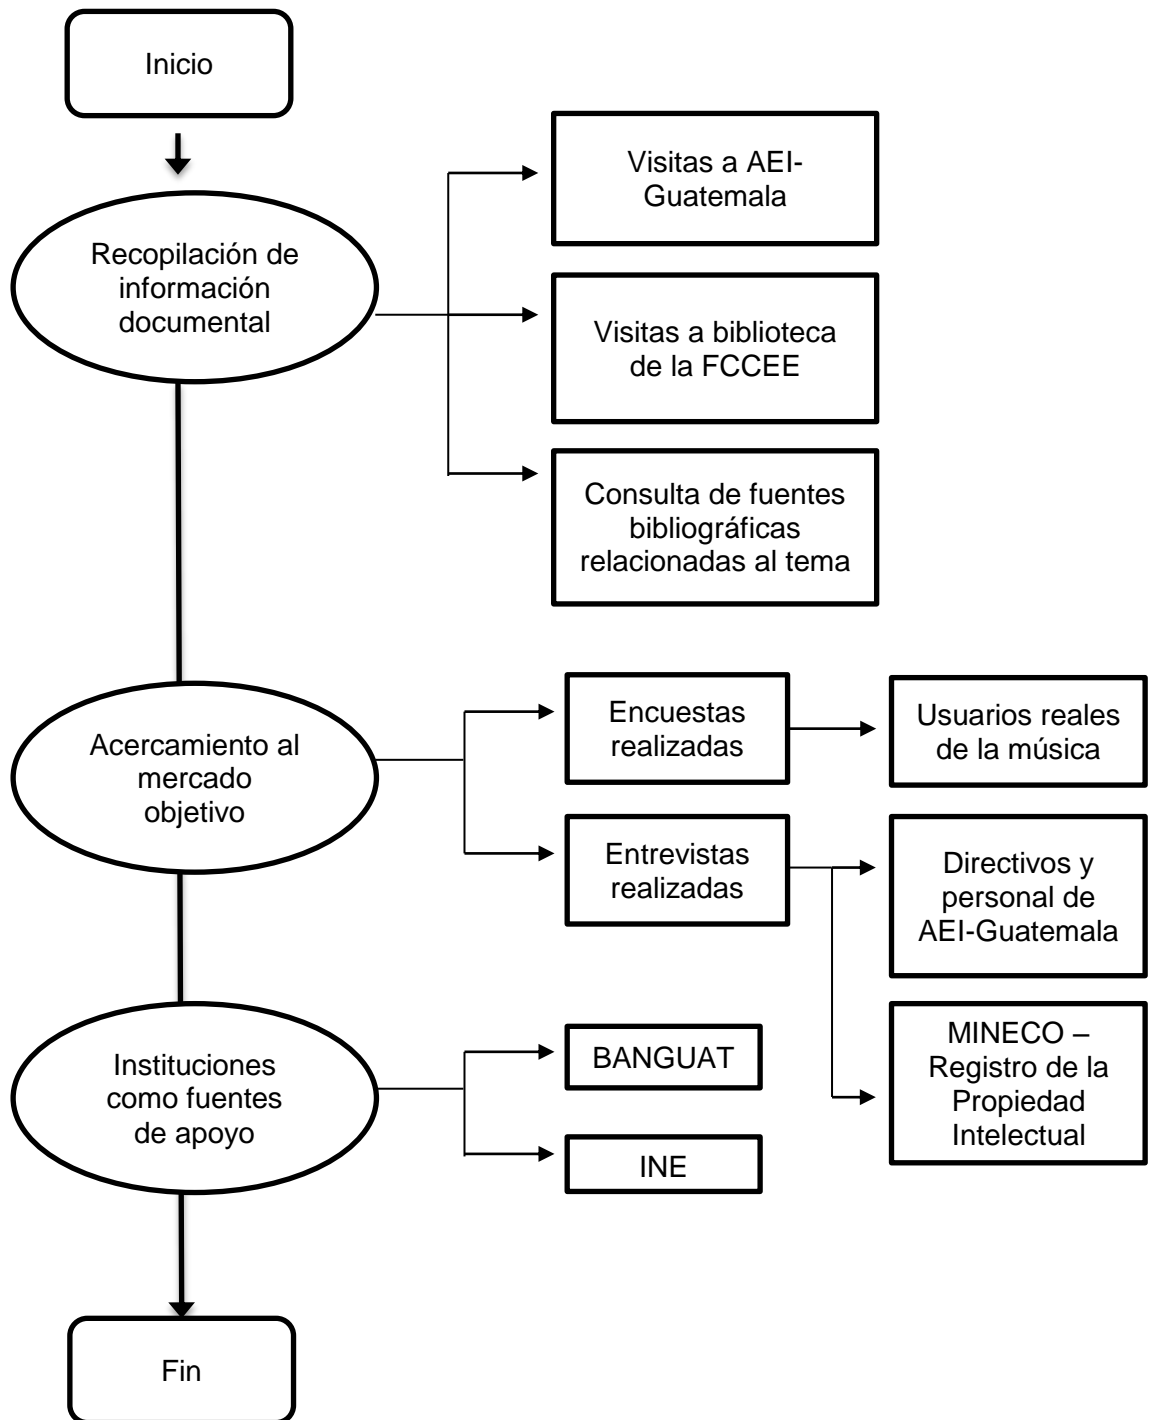 Inicio
Recopilación de
información
documental
Visitas a AEI-
Guatemala
Visitas a biblioteca
de la FCCEE
Consulta de fuentes
bibliográficas
relacionadas al tema
Acercamiento al
mercado
objetivo
Encuestas
realizadas
Usuarios reales
de la música
Entrevistas
realizadas
Directivos y
personal de
AEI-Guatemala
MINECO –
Registro de la
Propiedad
Intelectual
Instituciones
como fuentes
de apoyo
BANGUAT
INE
Fin